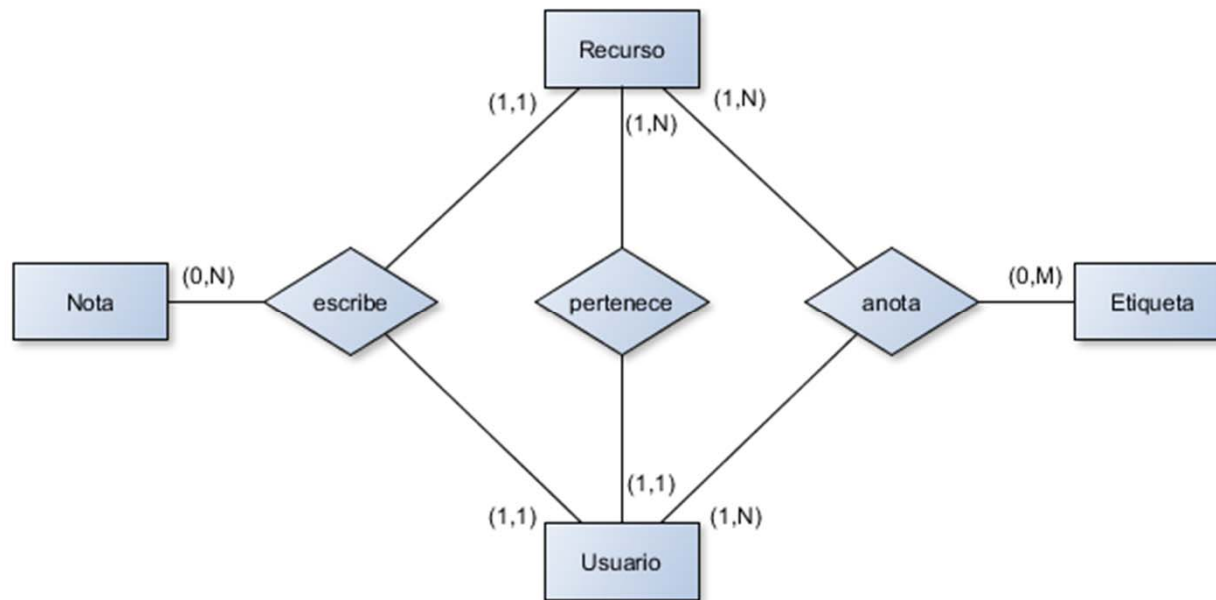 Recurso
(1,1)
(1,N)
(1,N)
Nota
(0,N)
escribe
pertenece
anota
(0,M)
Etiqueta
(1,1)
(1,1)
(1,N)
Usuario